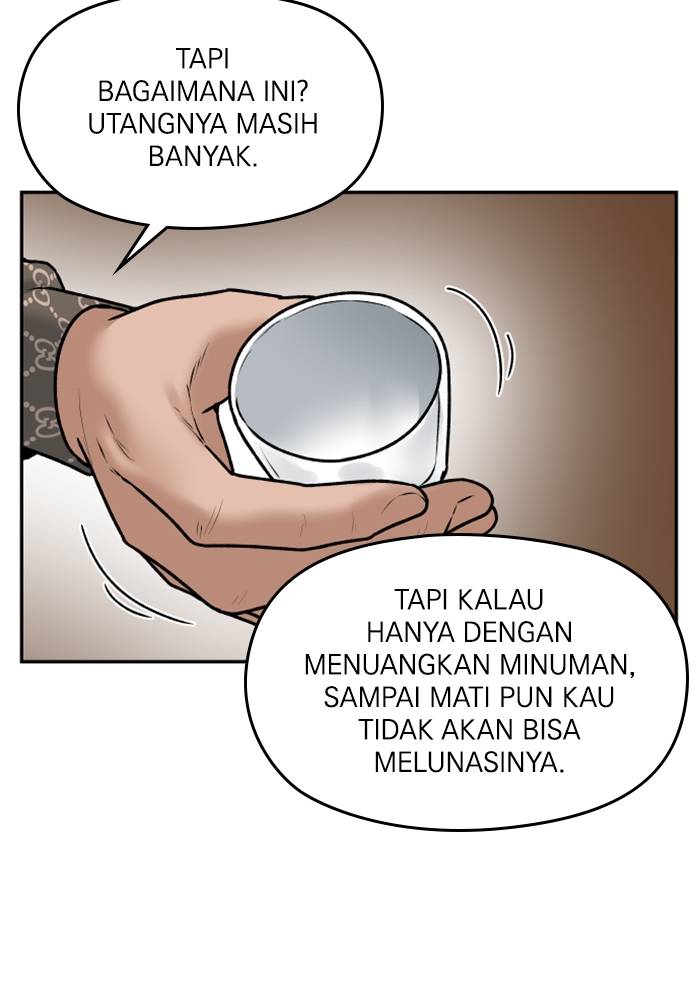 TAPI
BAGAIMANA INI?
UTANGNYA MASIH
BANYAK.
TAPI KALAU
HANYA DENGAN
MENUANGKAN MINUMAN,
SAMPAI MATI PUN KAU
TIDAK AKAN BISA
MELUNASINYA.